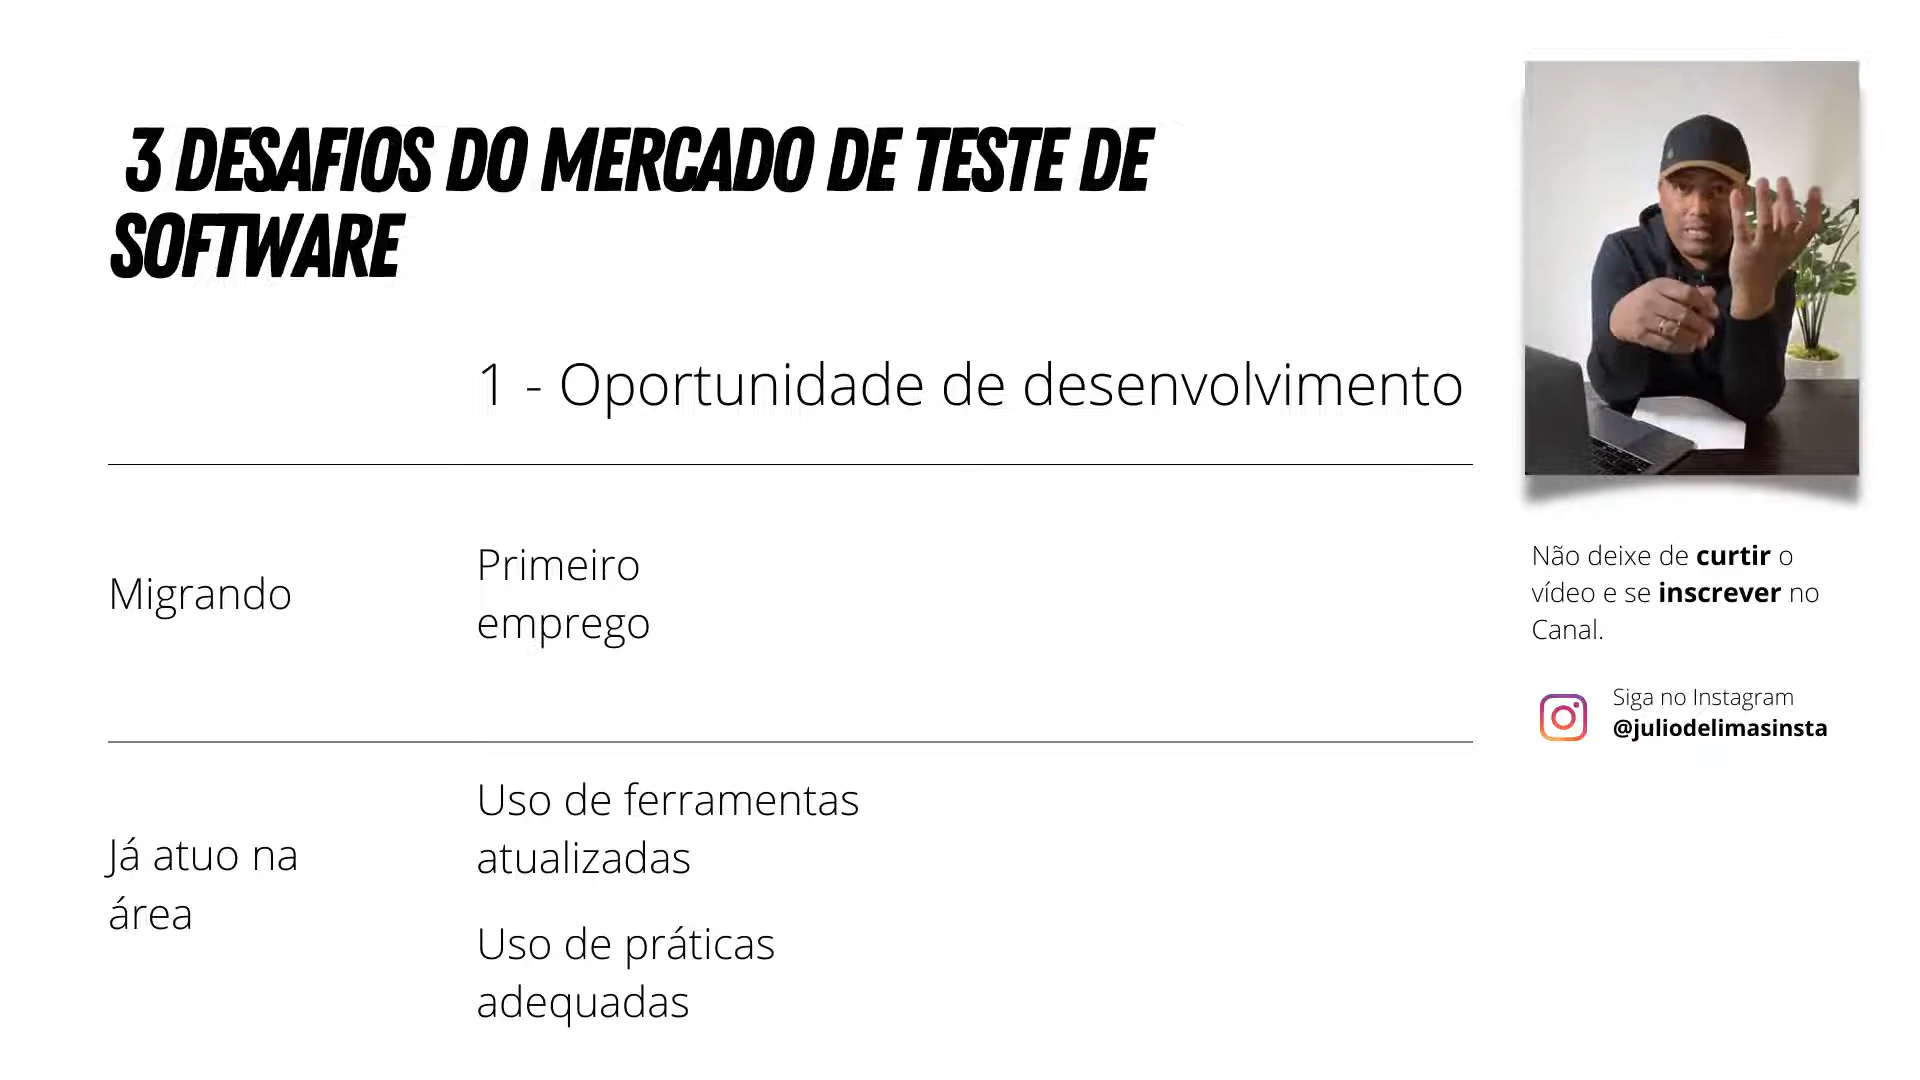 3 DESAFIOS DO MERCADO DE TESTE DE
SOFTWARE
1 - Oportunidade de desenvolvimento
Migrando
Primeiro
emprego
Já atuo na
área
Uso de ferramentas
atualizadas
Uso de práticas
adequadas
Não deixe de curtir o
vídeo e se inscrever no
Canal.
Siga no Instagram
@juliodelimasinsta